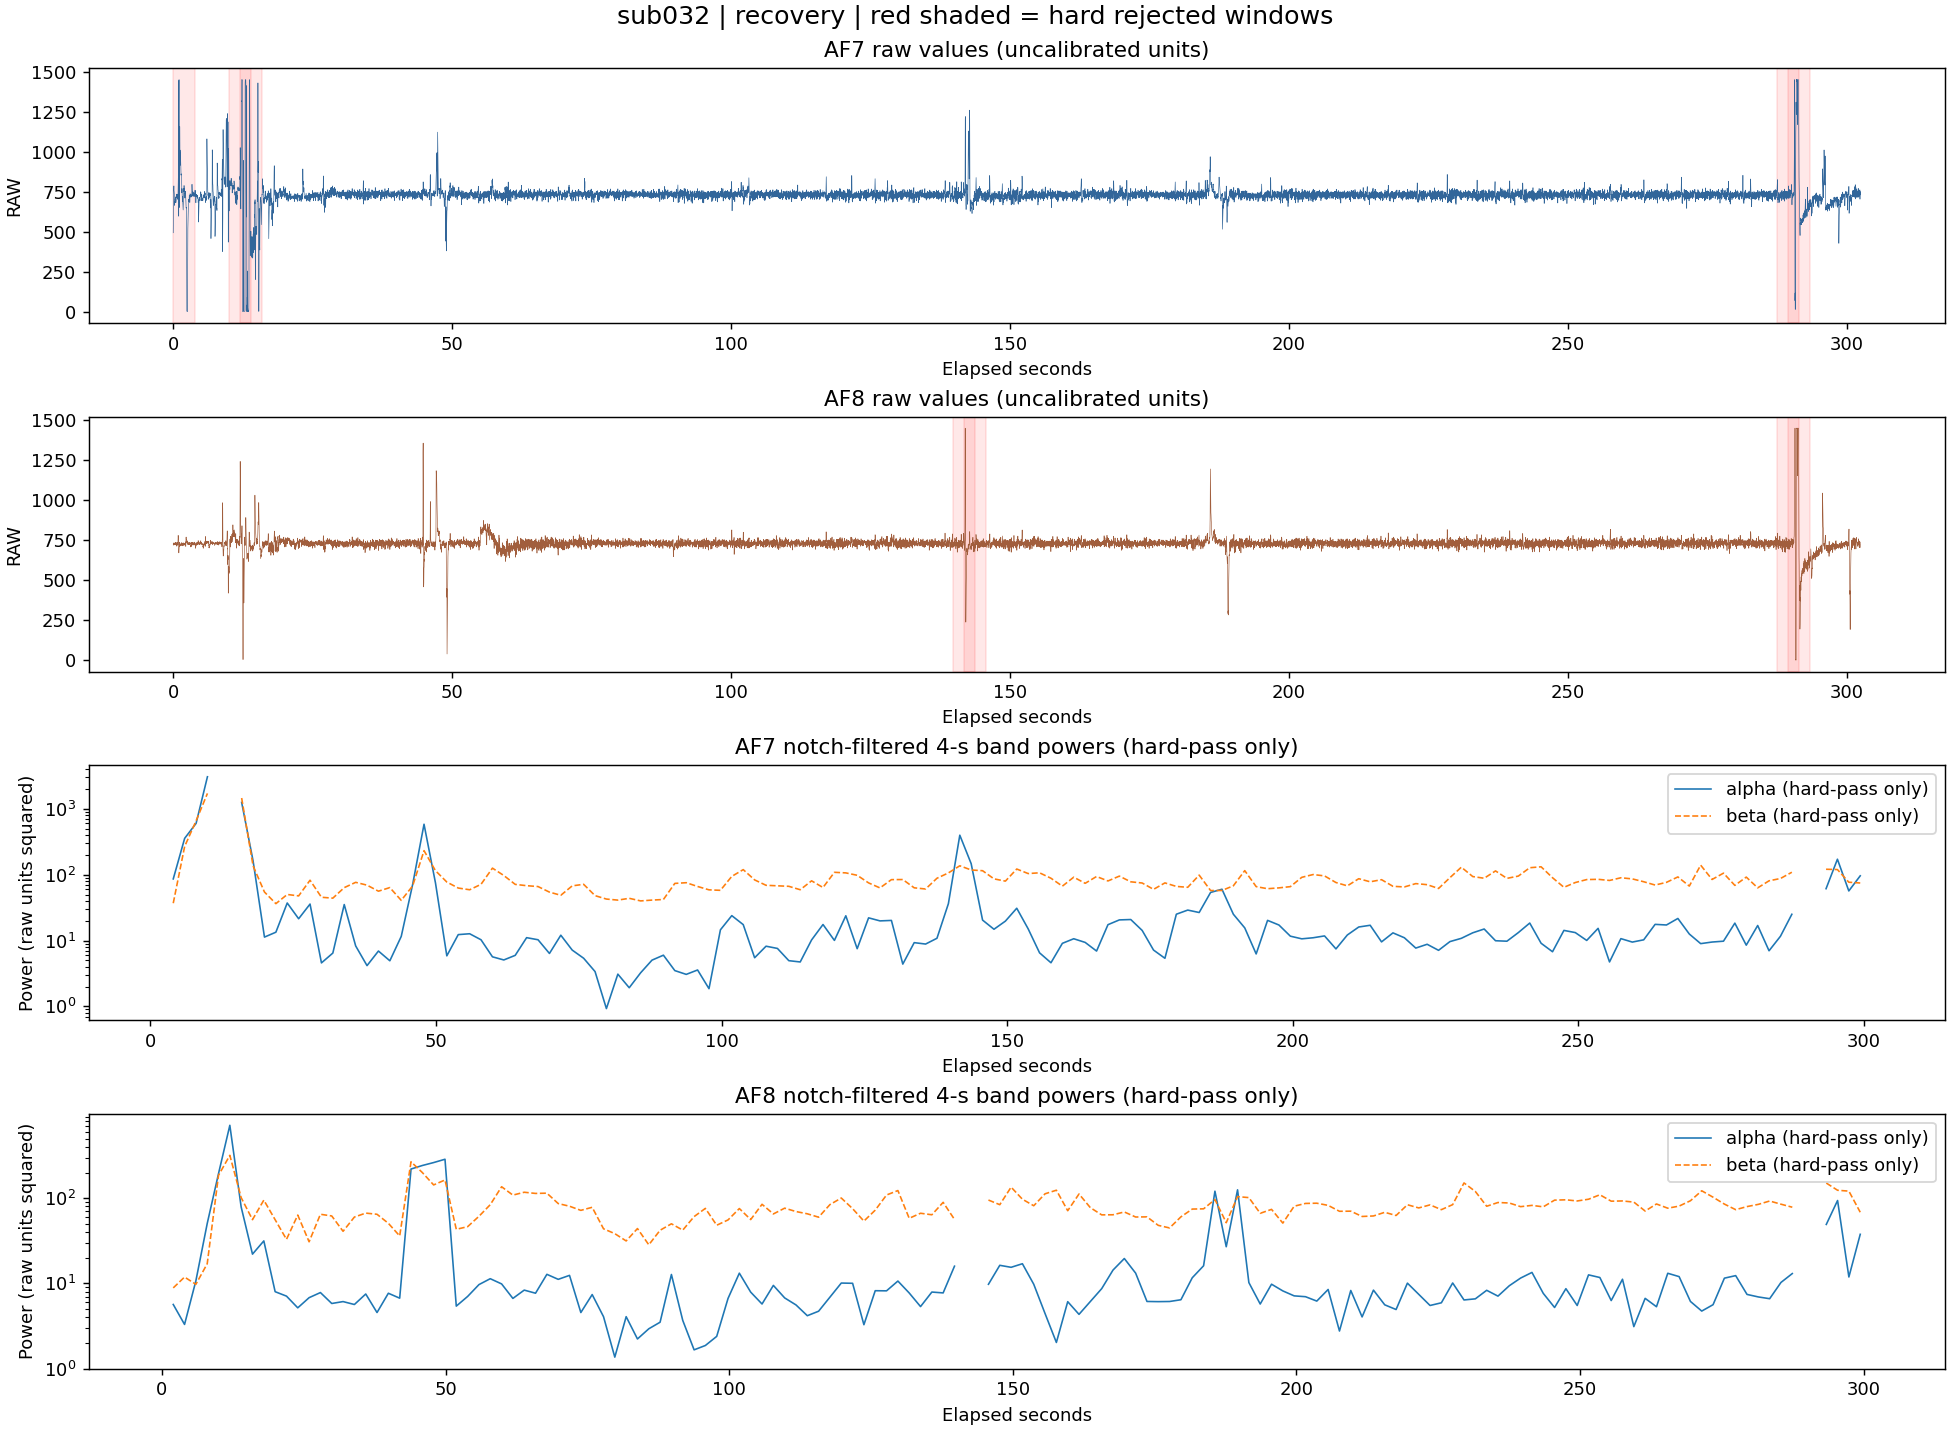 sub032 | recovery | red shaded = hard rejected windows
AF7 raw values (uncalibrated units)
1500
1250
1000
750
500
250
0
RAW
0 50 100 150 200 250 300
Elapsed seconds
AF8 raw values (uncalibrated units)
1500
1250
1000
750
500
250
0
RAW
0 50 100 150 200 250 300
Elapsed seconds
AF7 notch-filtered 4-s band powers (hard-pass only)
alpha (hard-pass only)
beta (hard-pass only)
10³
10²
10¹
10⁰
Power (raw units squared)
0 50 100 150 200 250 300
Elapsed seconds
AF8 notch-filtered 4-s band powers (hard-pass only)
alpha (hard-pass only)
beta (hard-pass only)
10²
10¹
10⁰
Power (raw units squared)
0 50 100 150 200 250 300
Elapsed seconds